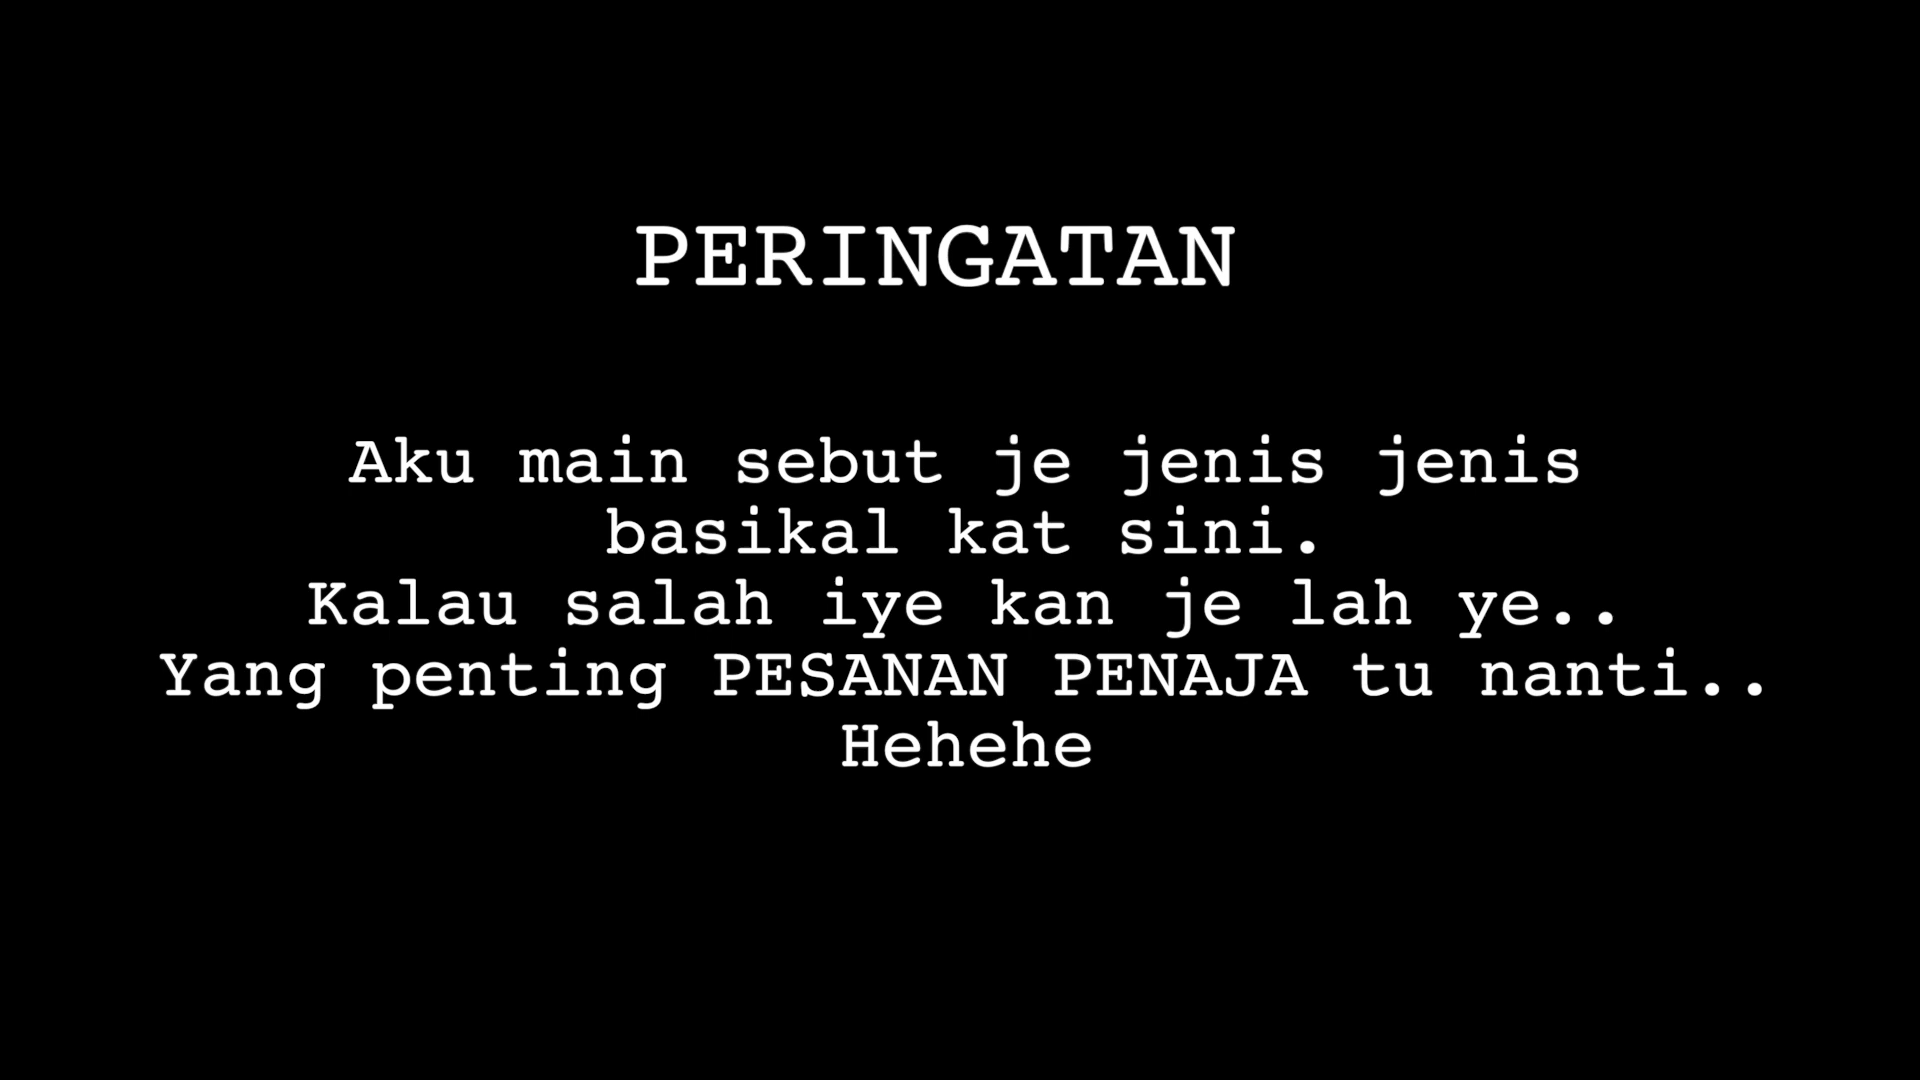 PERINGATAN
Aku main sebut je jenis jenis
basikal kat sini.
Kalau salah iye kan je lah ye..
Yang penting PESANAN PENAJA tu nanti..
Hehehe